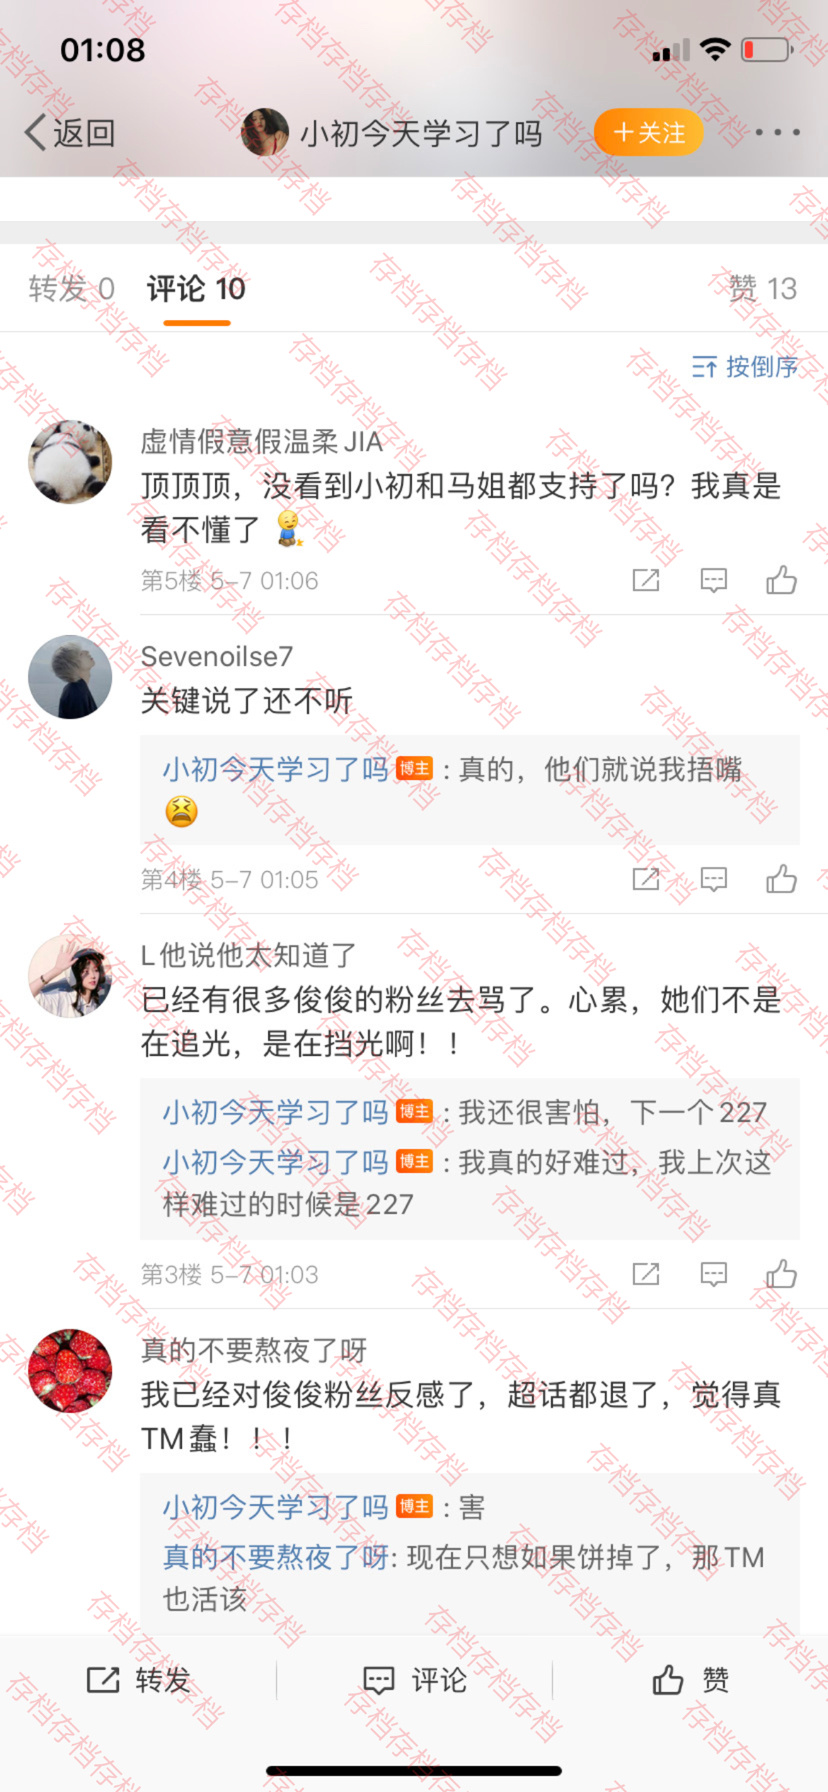 01:08
返回
小初今天学习了吗
+关注
转发 0
评论 10
赞 13
按倒序
虚情假意假温柔JIA
顶顶顶，没看到小初和马姐都支持了吗？我真是
看不懂了
第5楼 5-7 01:06
Sevenoilse7
关键说了还不听
小初今天学习了吗 博主：真的，他们就说我捂嘴
第4楼 5-7 01:05
L他说他太知道了
已经有很多俊俊的粉丝去骂了。心累，她们不是
在追光，是在挡光啊！！
小初今天学习了吗 博主：我还很害怕，下一个227
小初今天学习了吗 博主：我真的好难过，我上次这
样难过的时候是227
第3楼 5-7 01:03
真的不要熬夜了呀
我已经对俊俊粉丝反感了，超话都退了，觉得真
TM蠢！！！
小初今天学习了吗 博主：害
真的不要熬夜了呀: 现在只想如果饼掉了，那TM
也活该
转发
评论
赞
存档存档存档